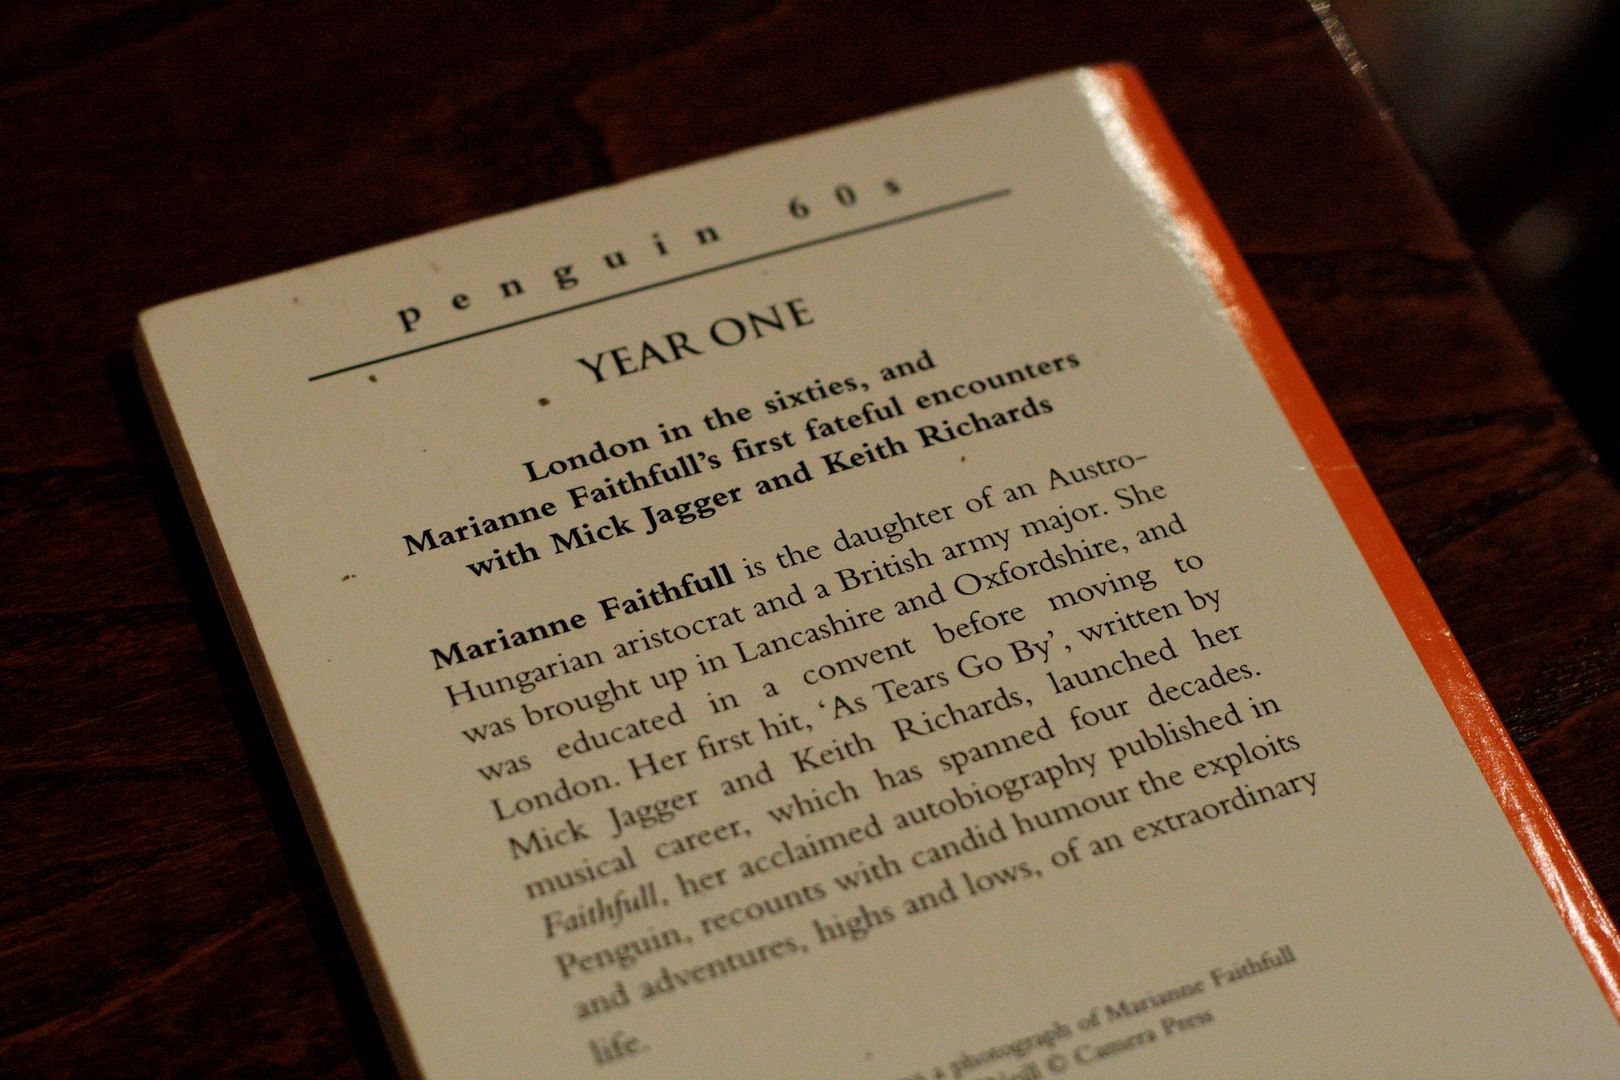 penguin 60s
YEAR ONE
London in the sixties, and
Marianne Faithfull's first fateful encounters
with Mick Jagger and Keith Richards
Marianne Faithfull is the daughter of an Austro-
Hungarian aristocrat and a British army major. She
was brought up in Lancashire and Oxfordshire, and
was educated in a convent before moving to
London. Her first hit, ‘As Tears Go By’, written by
Mick Jagger and Keith Richards, launched her
musical career, which has spanned four decades.
Faithfull, her acclaimed autobiography published in
Penguin, recounts with candid humour the exploits
and adventures, highs and lows, of an extraordinary
life.
a photograph of Marianne Faithfull
© Camera Press